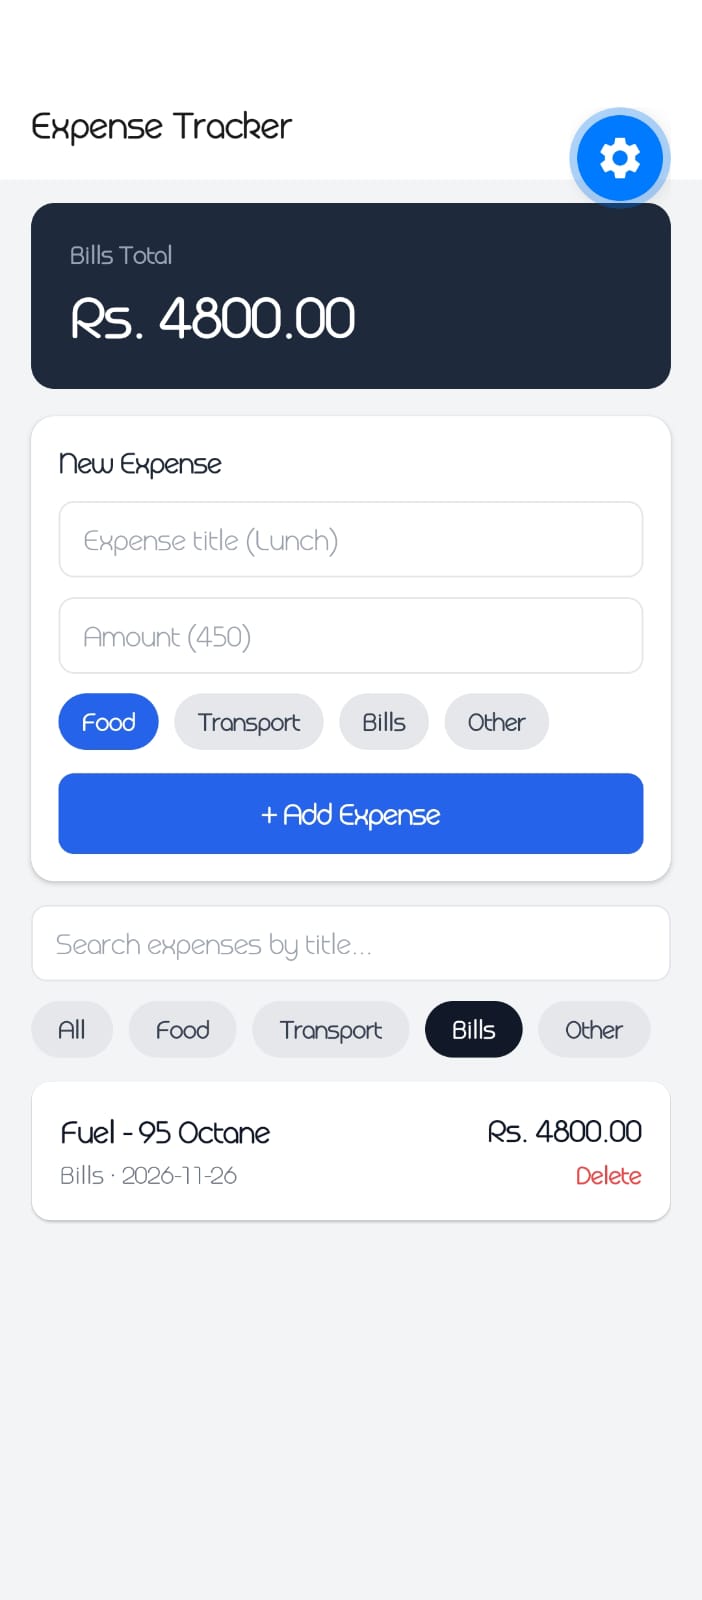 Expense Tracker
Bills Total
Rs. 4800.00
New Expense
Expense title (Lunch)
Amount (450)
Food Transport Bills Other
+ Add Expense
Search expenses by title...
All Food Transport Bills Other
Fuel - 95 Octane Rs. 4800.00
Bills · 2026-11-26 Delete